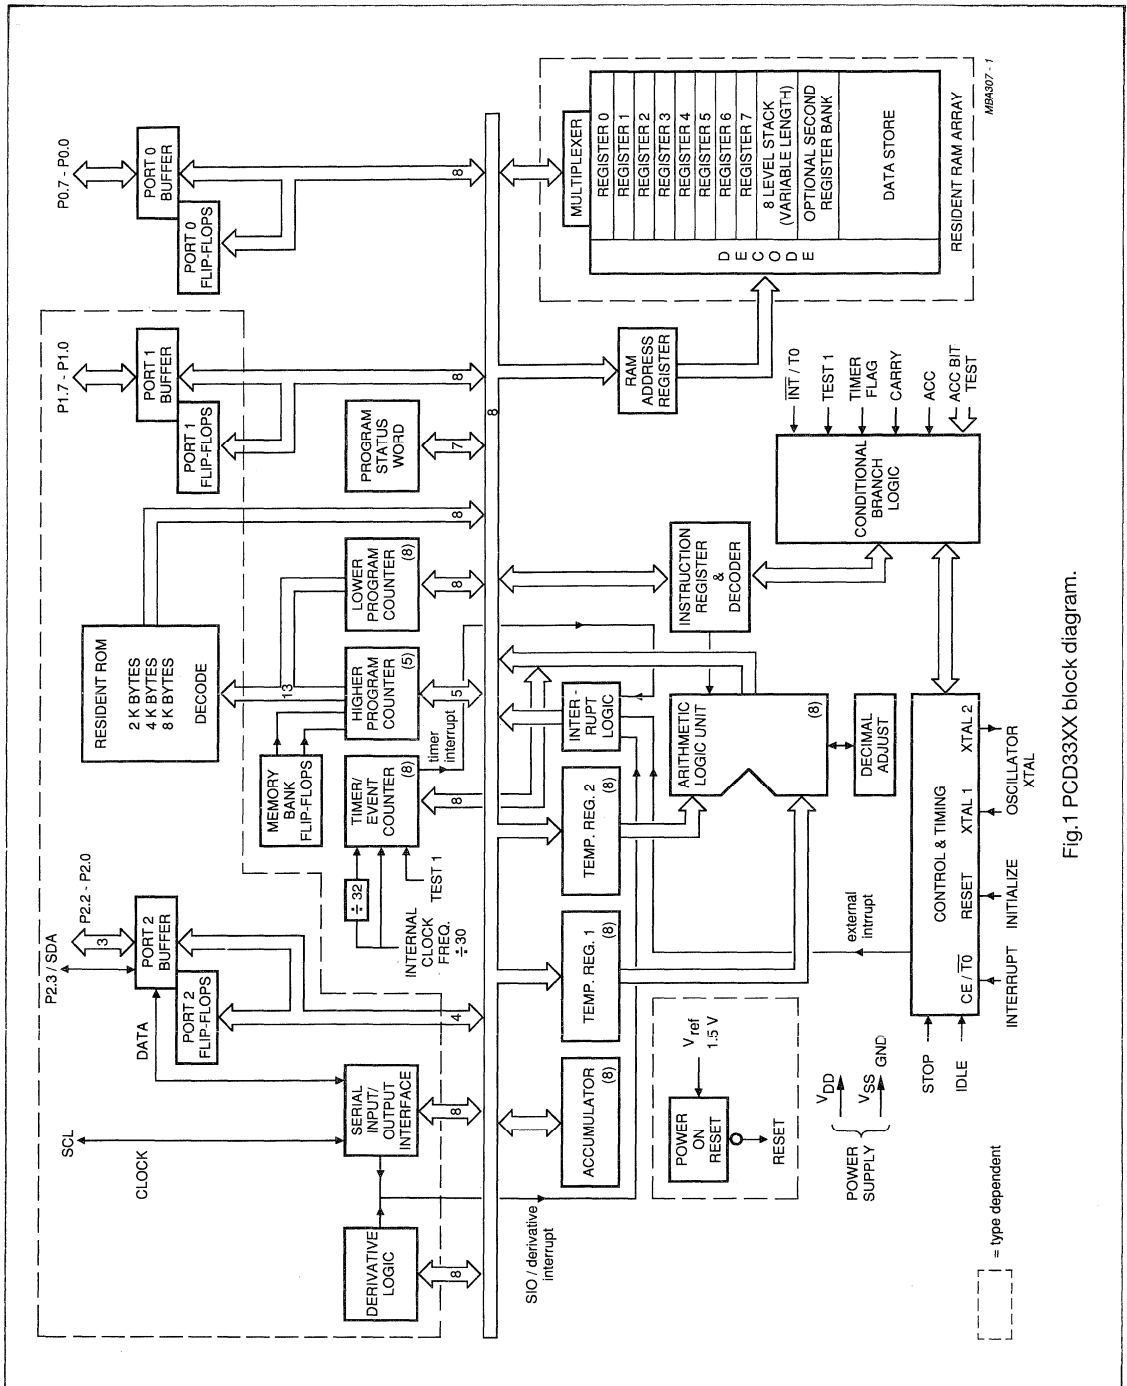 SCL
CLOCK
P2.3 / SDA
P2.2 - P2.0
3
DATA
PORT 2
BUFFER
PORT 2
FLIP-FLOPS
4
P1.7 - P1.0
PORT 1
BUFFER
PORT 1
FLIP-FLOPS
8
P0.7 - P0.0
PORT 0
BUFFER
PORT 0
FLIP-FLOPS
8
RESIDENT ROM
2 K BYTES
4 K BYTES
8 K BYTES
DECODE
13
8
MEMORY
BANK
FLIP-FLOPS
DERIVATIVE
LOGIC
8
SERIAL
INPUT/
OUTPUT
INTERFACE
8
÷ 32
INTERNAL
CLOCK
FREQ.
÷ 30
TEST 1
TIMER/
EVENT
COUNTER
(8)
8
timer
interrupt
HIGHER
PROGRAM
COUNTER
(5)
5
LOWER
PROGRAM
COUNTER
(8)
8
PROGRAM
STATUS
WORD
7
8
SIO / derivative
interrupt
ACCUMULATOR
(8)
TEMP. REG. 1
(8)
TEMP. REG. 2
(8)
INTER -
RUPT
LOGIC
ARITHMETIC
LOGIC UNIT
(8)
DECIMAL
ADJUST
INSTRUCTION
REGISTER
&
DECODER
RAM
ADDRESS
REGISTER
MULTIPLEXER
REGISTER 0
REGISTER 1
REGISTER 2
REGISTER 3
REGISTER 4
REGISTER 5
REGISTER 6
REGISTER 7
8 LEVEL STACK
(VARIABLE LENGTH)
OPTIONAL SECOND
REGISTER BANK
DATA STORE
DECODE
RESIDENT RAM ARRAY
MBA307 - 1
POWER
ON
RESET
Vref
1.5 V
RESET
POWER
SUPPLY
VDD
VSS
GND
external
intrrupt
STOP
IDLE
CONTROL & TIMING
CE / T0
RESET
XTAL 1
XTAL 2
INTERRUPT
INITIALIZE
OSCILLATOR
XTAL
CONDITIONAL
BRANCH
LOGIC
INT / T0
TEST 1
TIMER
FLAG
CARRY
ACC
ACC BIT
TEST
= type dependent
Fig.1 PCD33XX block diagram.